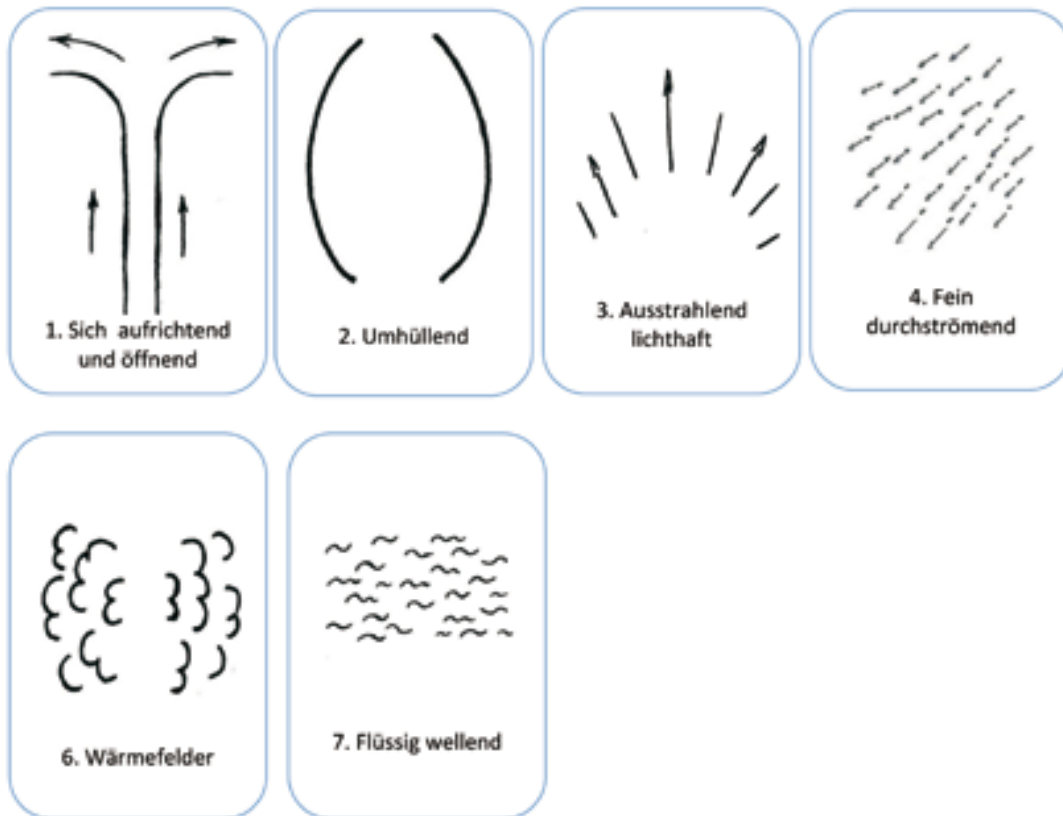 1. Sich aufrichtend
und öffnend
2. Umhüllend
3. Ausstrahlend
lichthaft
4. Fein
durchströmend
6. Wärmefelder
7. Flüssig wellend